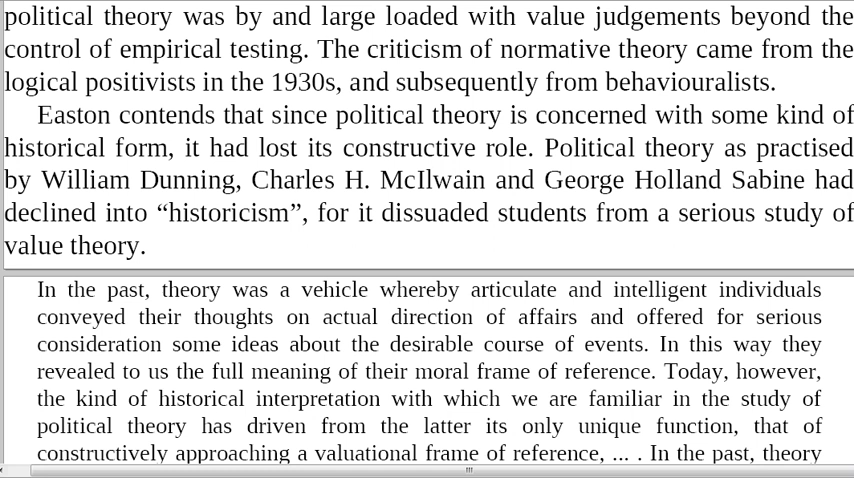 political theory was by and large loaded with value judgements beyond the
control of empirical testing. The criticism of normative theory came from the
logical positivists in the 1930s, and subsequently from behaviouralists.
Easton contends that since political theory is concerned with some kind of
historical form, it had lost its constructive role. Political theory as practised
by William Dunning, Charles H. McIlwain and George Holland Sabine had
declined into “historicism”, for it dissuaded students from a serious study of
value theory.
In the past, theory was a vehicle whereby articulate and intelligent individuals
conveyed their thoughts on actual direction of affairs and offered for serious
consideration some ideas about the desirable course of events. In this way they
revealed to us the full meaning of their moral frame of reference. Today, however,
the kind of historical interpretation with which we are familiar in the study of
political theory has driven from the latter its only unique function, that of
constructively approaching a valuational frame of reference, ... . In the past, theory